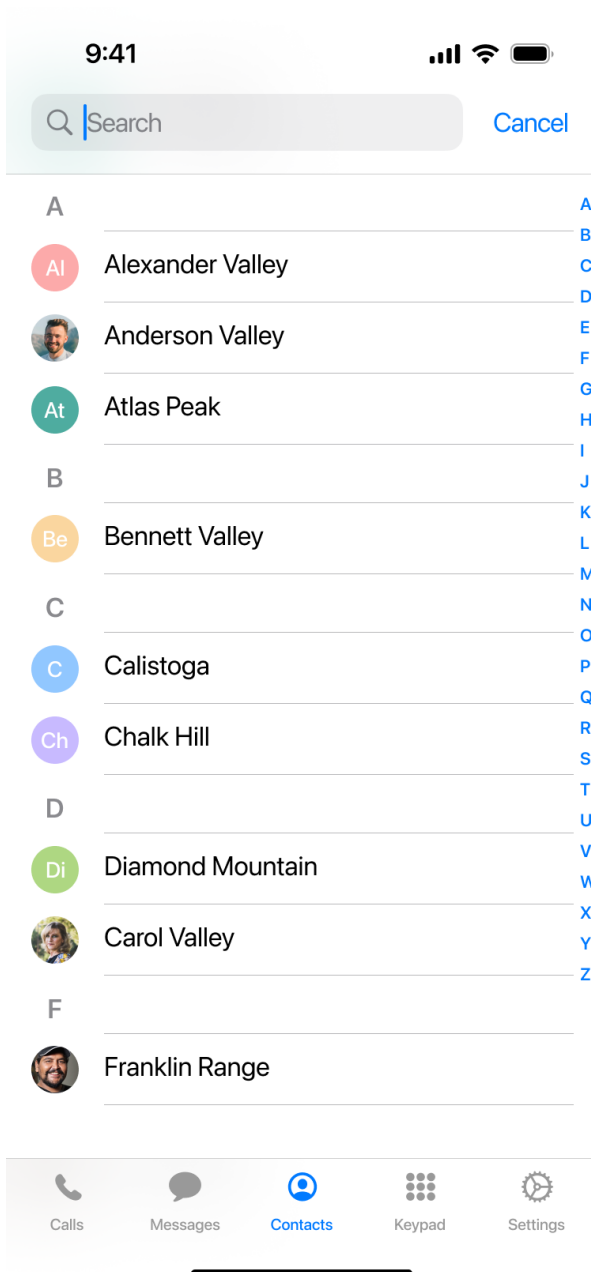 9:41
Search
Cancel
A
Al Alexander Valley
Anderson Valley
At Atlas Peak
B
Be Bennett Valley
C
C Calistoga
Ch Chalk Hill
D
Di Diamond Mountain
Carol Valley
F
Franklin Range
A
B
C
D
E
F
G
H
I
J
K
L
M
N
O
P
Q
R
S
T
U
V
W
X
Y
Z
Calls Messages Contacts Keypad Settings